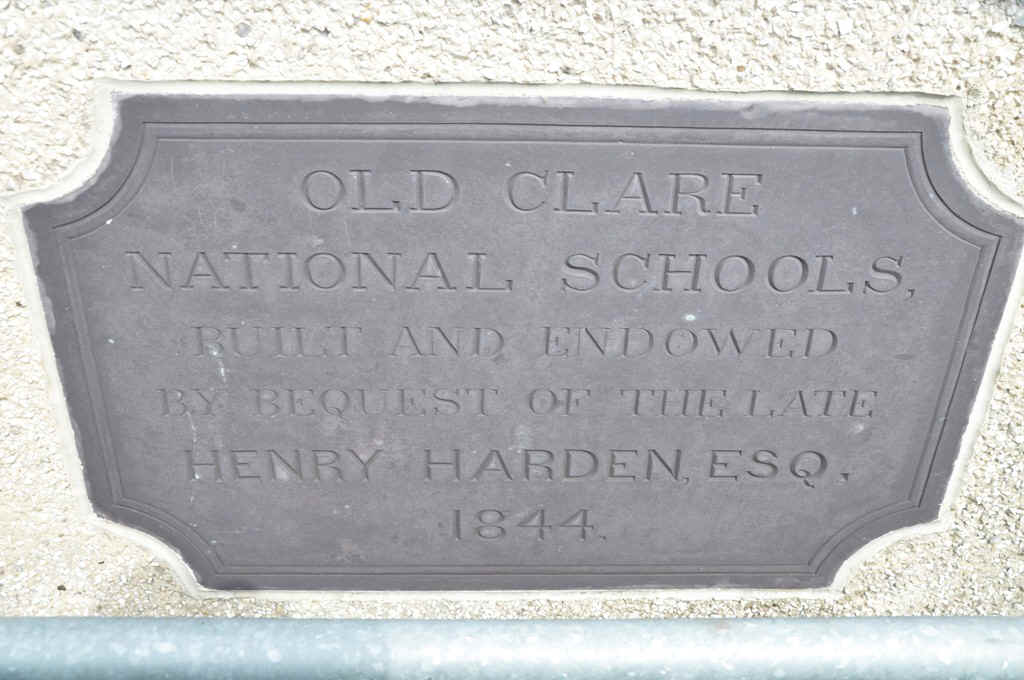 OLD CLARE
NATIONAL SCHOOLS,
BUILT AND ENDOWED
BY BEQUEST OF THE LATE
HENRY HARDEN, ESQ.
1844.